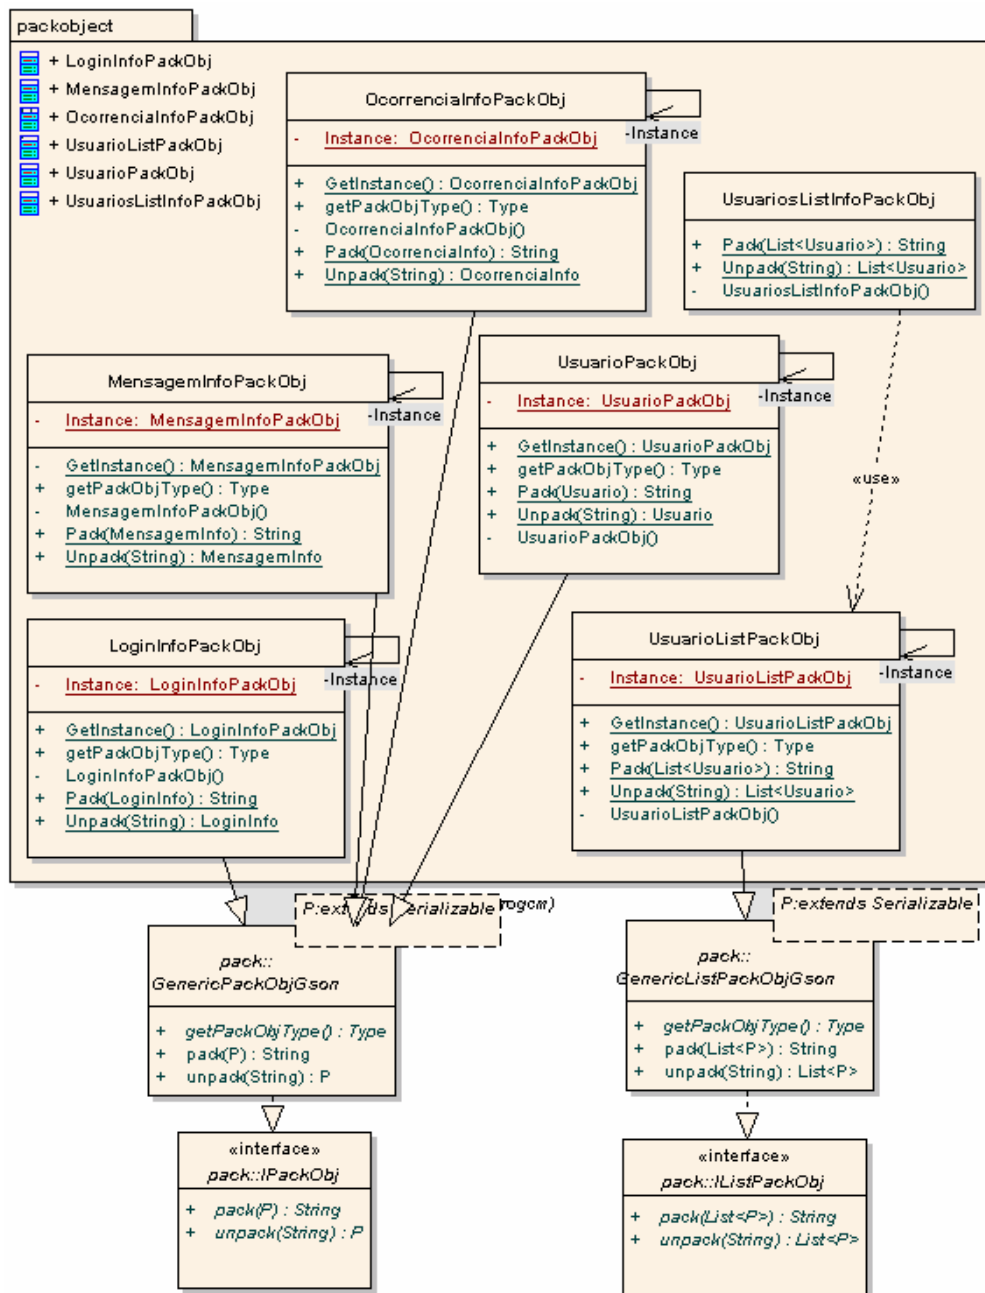 packobject
+ LoginInfoPackObj
+ MensagemInfoPackObj
+ OcorrenciaInfoPackObj
+ UsuarioListPackObj
+ UsuarioPackObj
+ UsuariosListInfoPackObj
OcorrenciaInfoPackObj
-Instance
- Instance: OcorrenciaInfoPackObj
+ GetInstance() : OcorrenciaInfoPackObj
+ getPackObjType() : Type
- OcorrenciaInfoPackObj()
+ Pack(OcorrenciaInfo) : String
+ Unpack(String) : OcorrenciaInfo
UsuariosListInfoPackObj
+ Pack(List<Usuario>) : String
+ Unpack(String) : List<Usuario>
- UsuariosListInfoPackObj()
MensagemInfoPackObj
-Instance
- Instance: MensagemInfoPackObj
- GetInstance() : MensagemInfoPackObj
+ getPackObjType() : Type
- MensagemInfoPackObj()
+ Pack(MensagemInfo) : String
+ Unpack(String) : MensagemInfo
UsuarioPackObj
-Instance
- Instance: UsuarioPackObj
+ GetInstance() : UsuarioPackObj
+ getPackObjType() : Type
+ Pack(Usuario) : String
+ Unpack(String) : Usuario
- UsuarioPackObj()
«use»
LoginInfoPackObj
-Instance
- Instance: LoginInfoPackObj
+ GetInstance() : LoginInfoPackObj
+ getPackObjType() : Type
- LoginInfoPackObj()
+ Pack(LoginInfo) : String
+ Unpack(String) : LoginInfo
UsuarioListPackObj
-Instance
- Instance: UsuarioListPackObj
+ GetInstance() : UsuarioListPackObj
+ getPackObjType() : Type
+ Pack(List<Usuario>) : String
+ Unpack(String) : List<Usuario>
- UsuarioListPackObj()
P:extends Serializable
rogcm)
pack::
GenericPackObjGson
+ getPackObjType() : Type
+ pack(P) : String
+ unpack(String) : P
P:extends Serializable
pack::
GenericListPackObjGson
+ getPackObjType() : Type
+ pack(List<P>) : String
+ unpack(String) : List<P>
«interface»
pack::IPackObj
+ pack(P) : String
+ unpack(String) : P
«interface»
pack::IListPackObj
+ pack(List<P>) : String
+ unpack(String) : List<P>